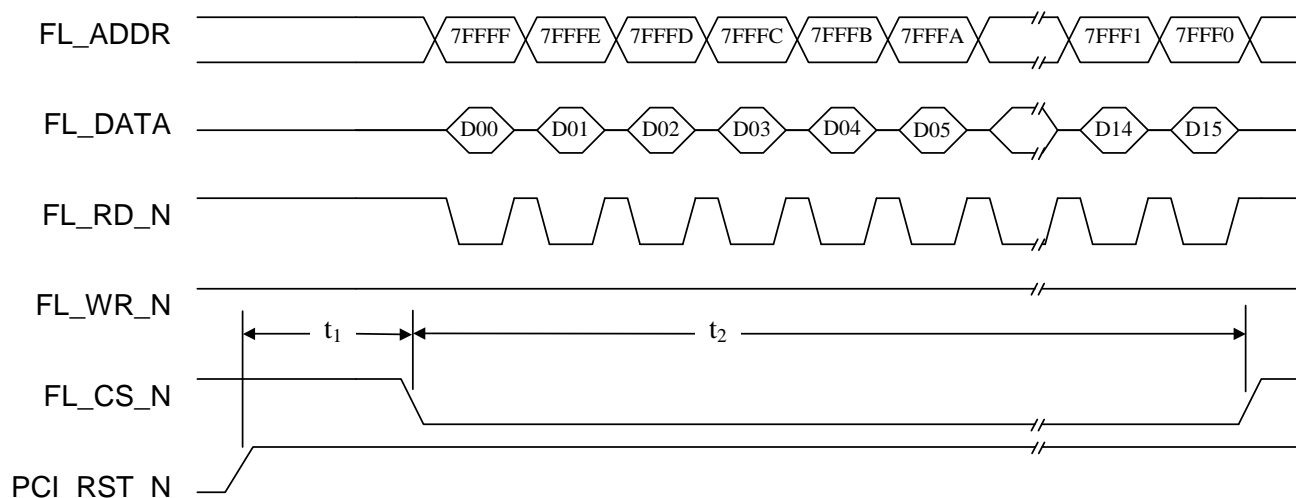 FL_ADDR 7FFFF 7FFFE 7FFFD 7FFFC 7FFFB 7FFFA 7FFF1 7FFF0
FL_DATA D00 D01 D02 D03 D04 D05 D14 D15
FL_RD_N
FL_WR_N
t1 t2
FL_CS_N
PCI_RST_N